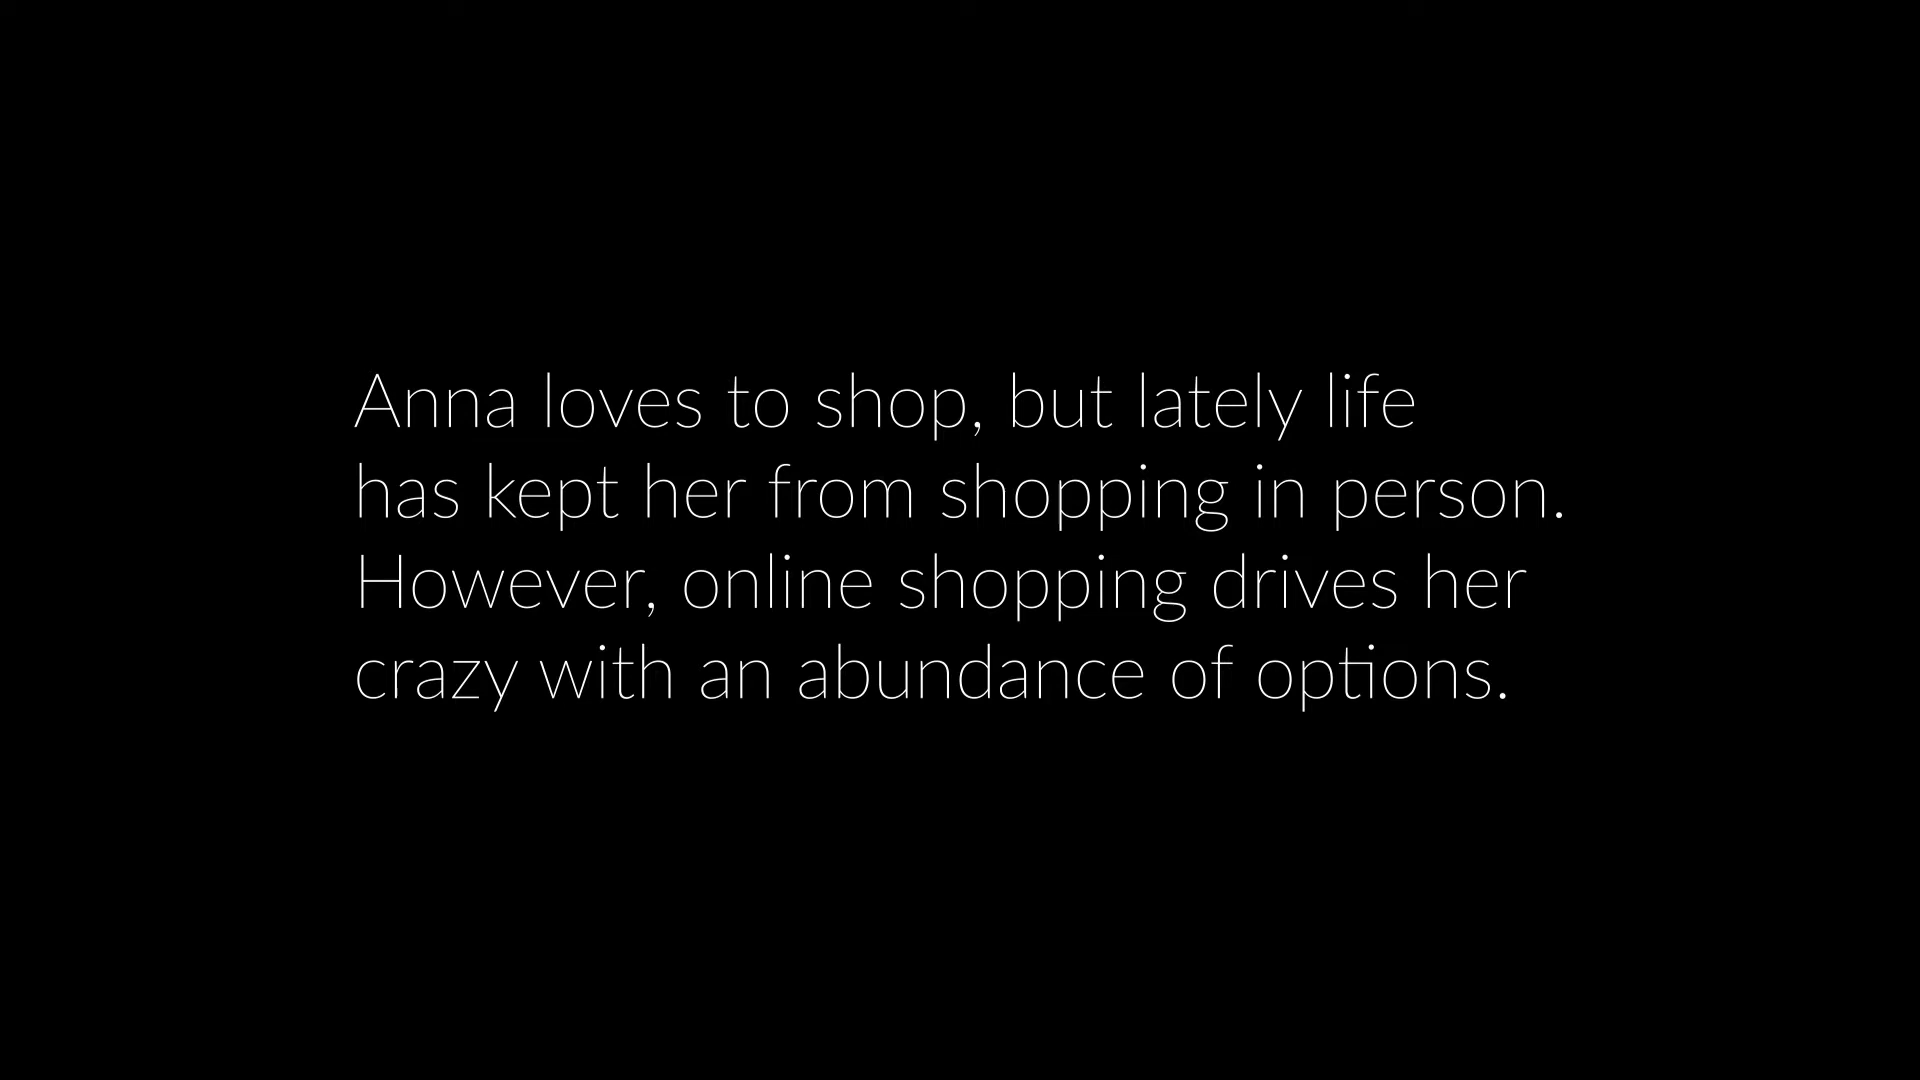 Anna loves to shop, but lately life
has kept her from shopping in person.
However, online shopping drives her
crazy with an abundance of options.